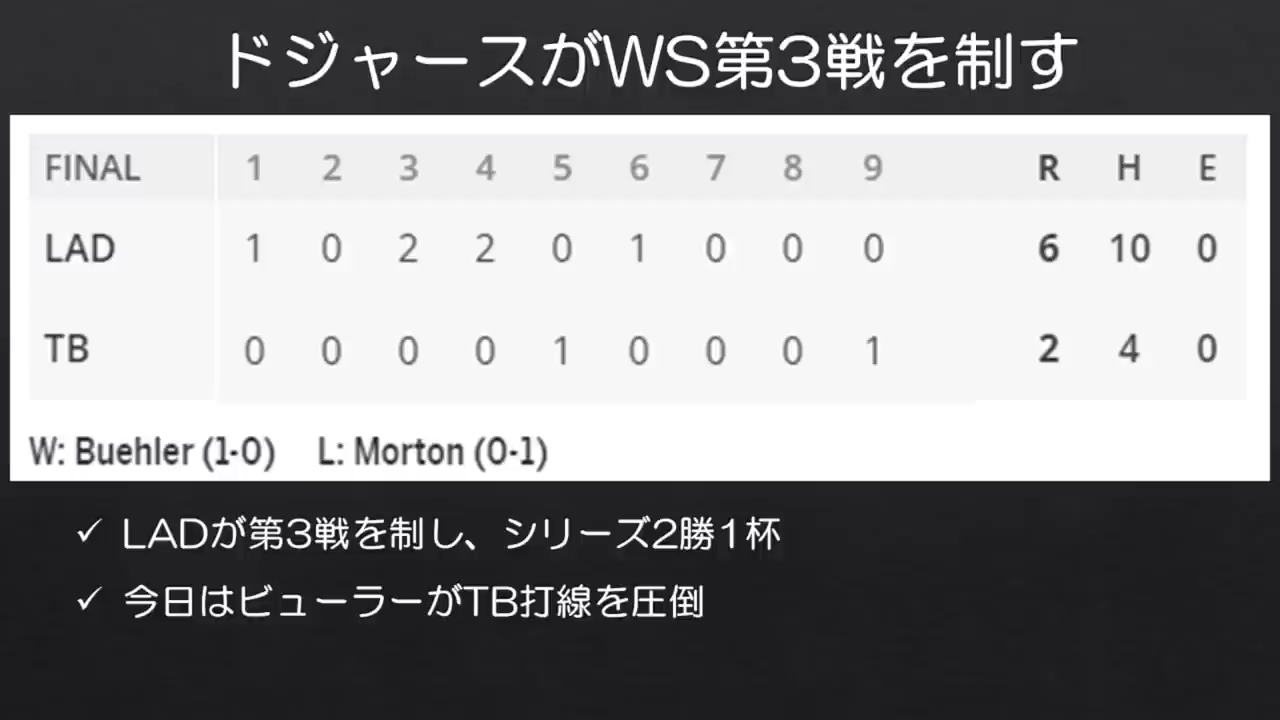 ドジャースがWS第3戦を制す
FINAL 1 2 3 4 5 6 7 8 9 R H E
LAD 1 0 2 2 0 1 0 0 0 6 10 0
TB 0 0 0 0 1 0 0 0 1 2 4 0
W: Buehler (1-0) L: Morton (0-1)
✓ LADが第3戦を制し、シリーズ2勝1杯
✓ 今日はビューラーがTB打線を圧倒